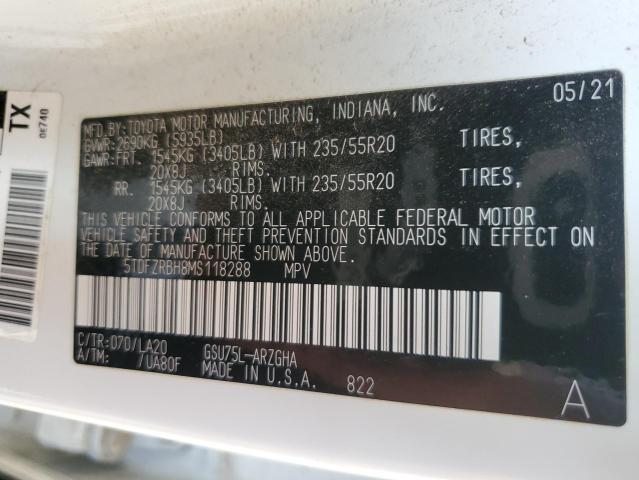 TX
0E740
MFD.BY: TOYOTA MOTOR MANUFACTURING, INDIANA, INC. 05/21
GVWR: 2690KG (5935LB)
GAWR: FRT. 1545KG (3405LB) WITH 235/55R20 TIRES,
20X8J RIMS.
RR. 1545KG (3405LB) WITH 235/55R20 TIRES,
20X8J RIMS.
THIS VEHICLE CONFORMS TO ALL APPLICABLE FEDERAL MOTOR
VEHICLE SAFETY AND THEFT PREVENTION STANDARDS IN EFFECT ON
THE DATE OF MANUFACTURE SHOWN ABOVE.
5TDFZRBH8MS118288 MPV
C/TR: 070/LA20 GSU75L-ARZGHA
A/TM: /UA80F MADE IN U.S.A. 822
A